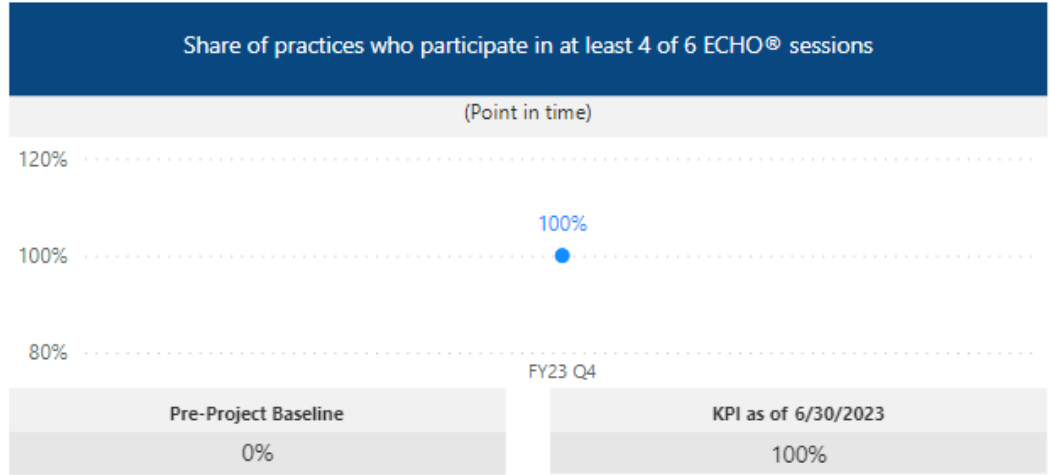 Share of practices who participate in at least 4 of 6 ECHO® sessions
(Point in time)
120%
100%
100%
80%
FY23 Q4
Pre-Project Baseline
KPI as of 6/30/2023
0%
100%